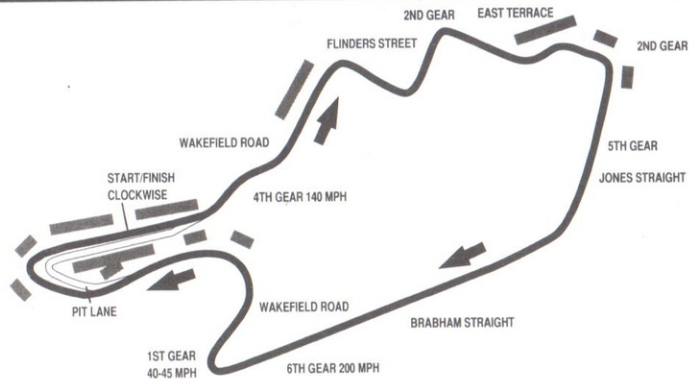 2ND GEAR
EAST TERRACE
FLINDERS STREET
2ND GEAR
WAKEFIELD ROAD
5TH GEAR
START/FINISH
CLOCKWISE
JONES STRAIGHT
4TH GEAR 140 MPH
PIT LANE
WAKEFIELD ROAD
BRABHAM STRAIGHT
1ST GEAR
40-45 MPH
6TH GEAR 200 MPH